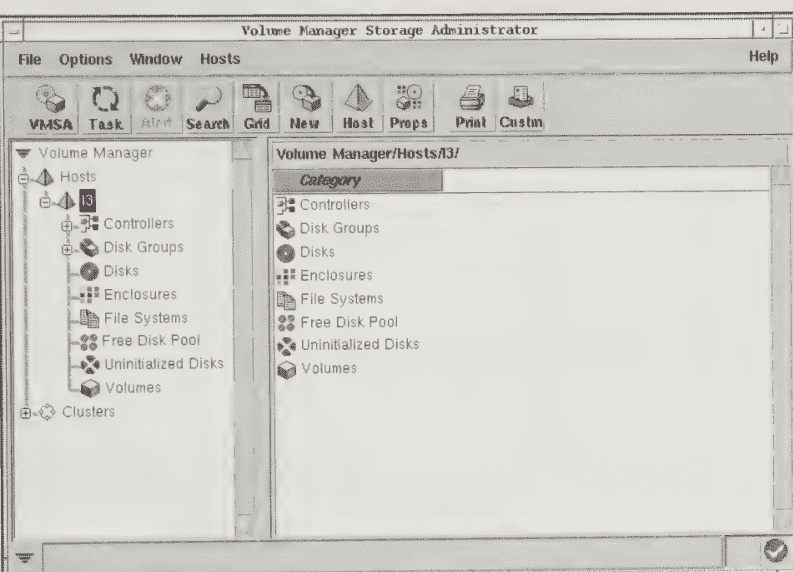 Volume Manager Storage Administrator
File Options Window Hosts Help
VMSA Task Alert Search Grid New Host Props Print Custm
Volume Manager
Hosts
l3
Controllers
Disk Groups
Disks
Enclosures
File Systems
Free Disk Pool
Uninitialized Disks
Volumes
Clusters
Volume Manager/Hosts/l3/
Category
Controllers
Disk Groups
Disks
Enclosures
File Systems
Free Disk Pool
Uninitialized Disks
Volumes